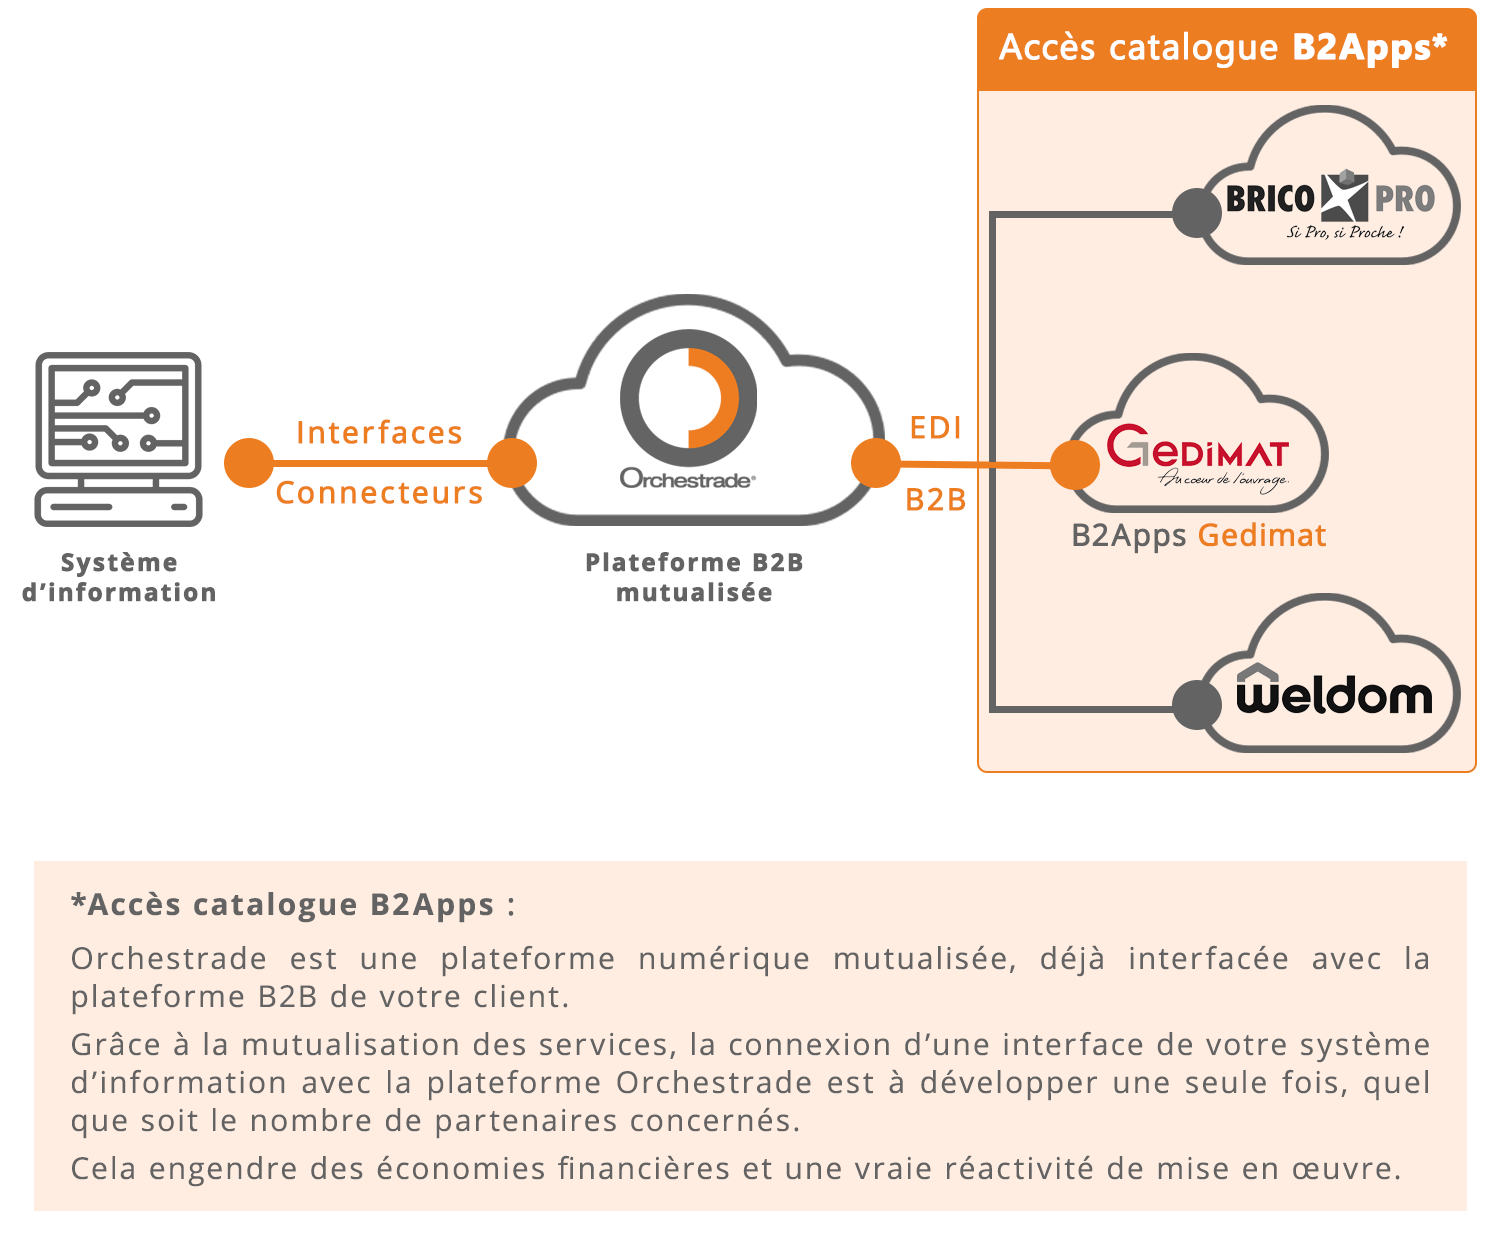 Accès catalogue B2Apps*
BRICO PRO
Si Pro, si Proche !
Orchestrade®
Interfaces
Connecteurs
EDI
B2B
GEDIMAT
Au cœur de l'ouvrage.
B2Apps Gedimat
Système
d’information
Plateforme B2B
mutualisée
weldom
*Accès catalogue B2Apps :
Orchestrade est une plateforme numérique mutualisée, déjà interfacée avec la
plateforme B2B de votre client.
Grâce à la mutualisation des services, la connexion d’une interface de votre système
d’information avec la plateforme Orchestrade est à développer une seule fois, quel
que soit le nombre de partenaires concernés.
Cela engendre des économies financières et une vraie réactivité de mise en œuvre.